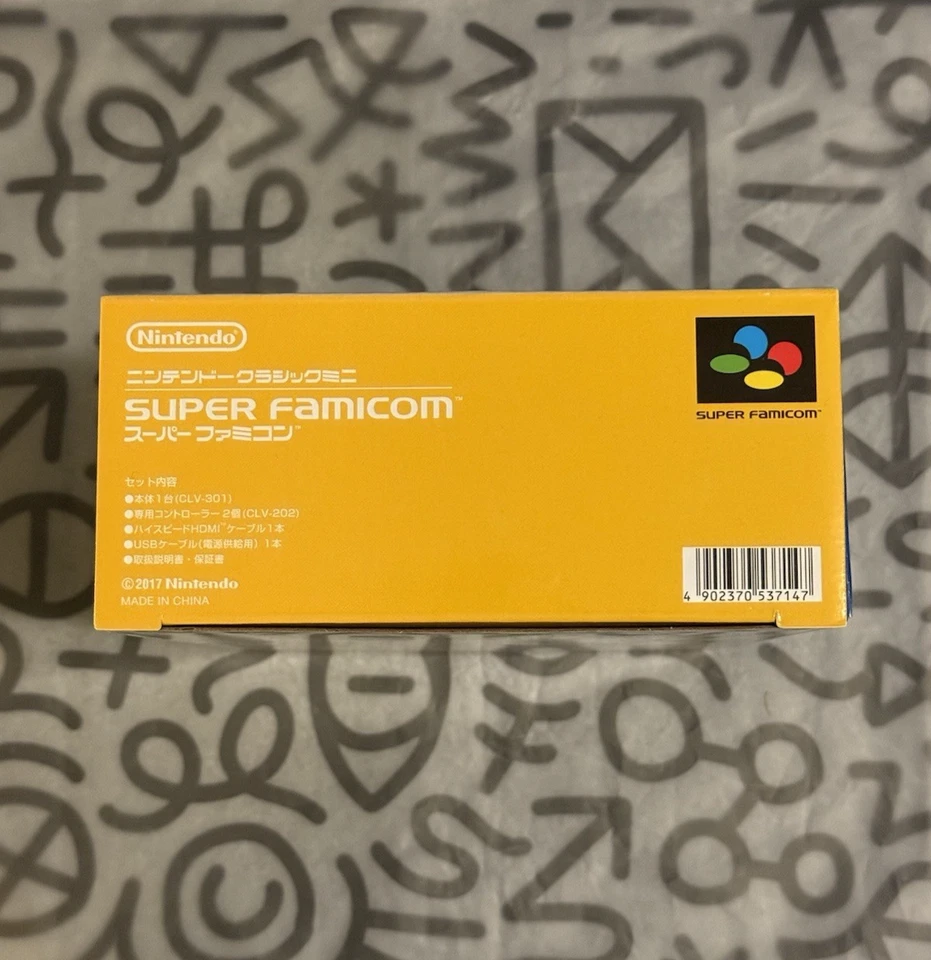 Nintendo®
ニンテンドークラシックミニ
SUPER FAMICOM™
スーパーファミコン™
SUPER FAMICOM™
セット内容
●本体1台(CLV-301)
●専用コントローラー 2個(CLV-202)
●ハイスピードHDMI™ケーブル1本
●USBケーブル(電源供給用) 1本
●取扱説明書・保証書
©2017 Nintendo
MADE IN CHINA
4 902370 537147